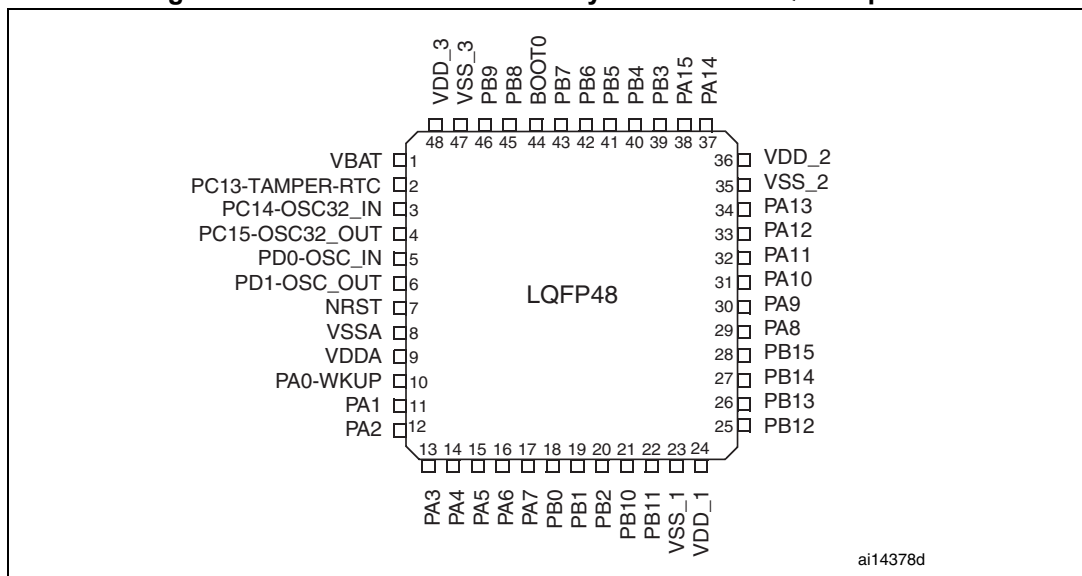 VDD_3
VSS_3
PB9
PB8
BOOT0
PB7
PB6
PB5
PB4
PB3
PA15
PA14
48 47 46 45 44 43 42 41 40 39 38 37
VBAT 1
PC13-TAMPER-RTC 2
PC14-OSC32_IN 3
PC15-OSC32_OUT 4
PD0-OSC_IN 5
PD1-OSC_OUT 6
NRST 7
VSSA 8
VDDA 9
PA0-WKUP 10
PA1 11
PA2 12
LQFP48
36 VDD_2
35 VSS_2
34 PA13
33 PA12
32 PA11
31 PA10
30 PA9
29 PA8
28 PB15
27 PB14
26 PB13
25 PB12
13 14 15 16 17 18 19 20 21 22 23 24
PA3
PA4
PA5
PA6
PA7
PB0
PB1
PB2
PB10
PB11
VSS_1
VDD_1
ai14378d